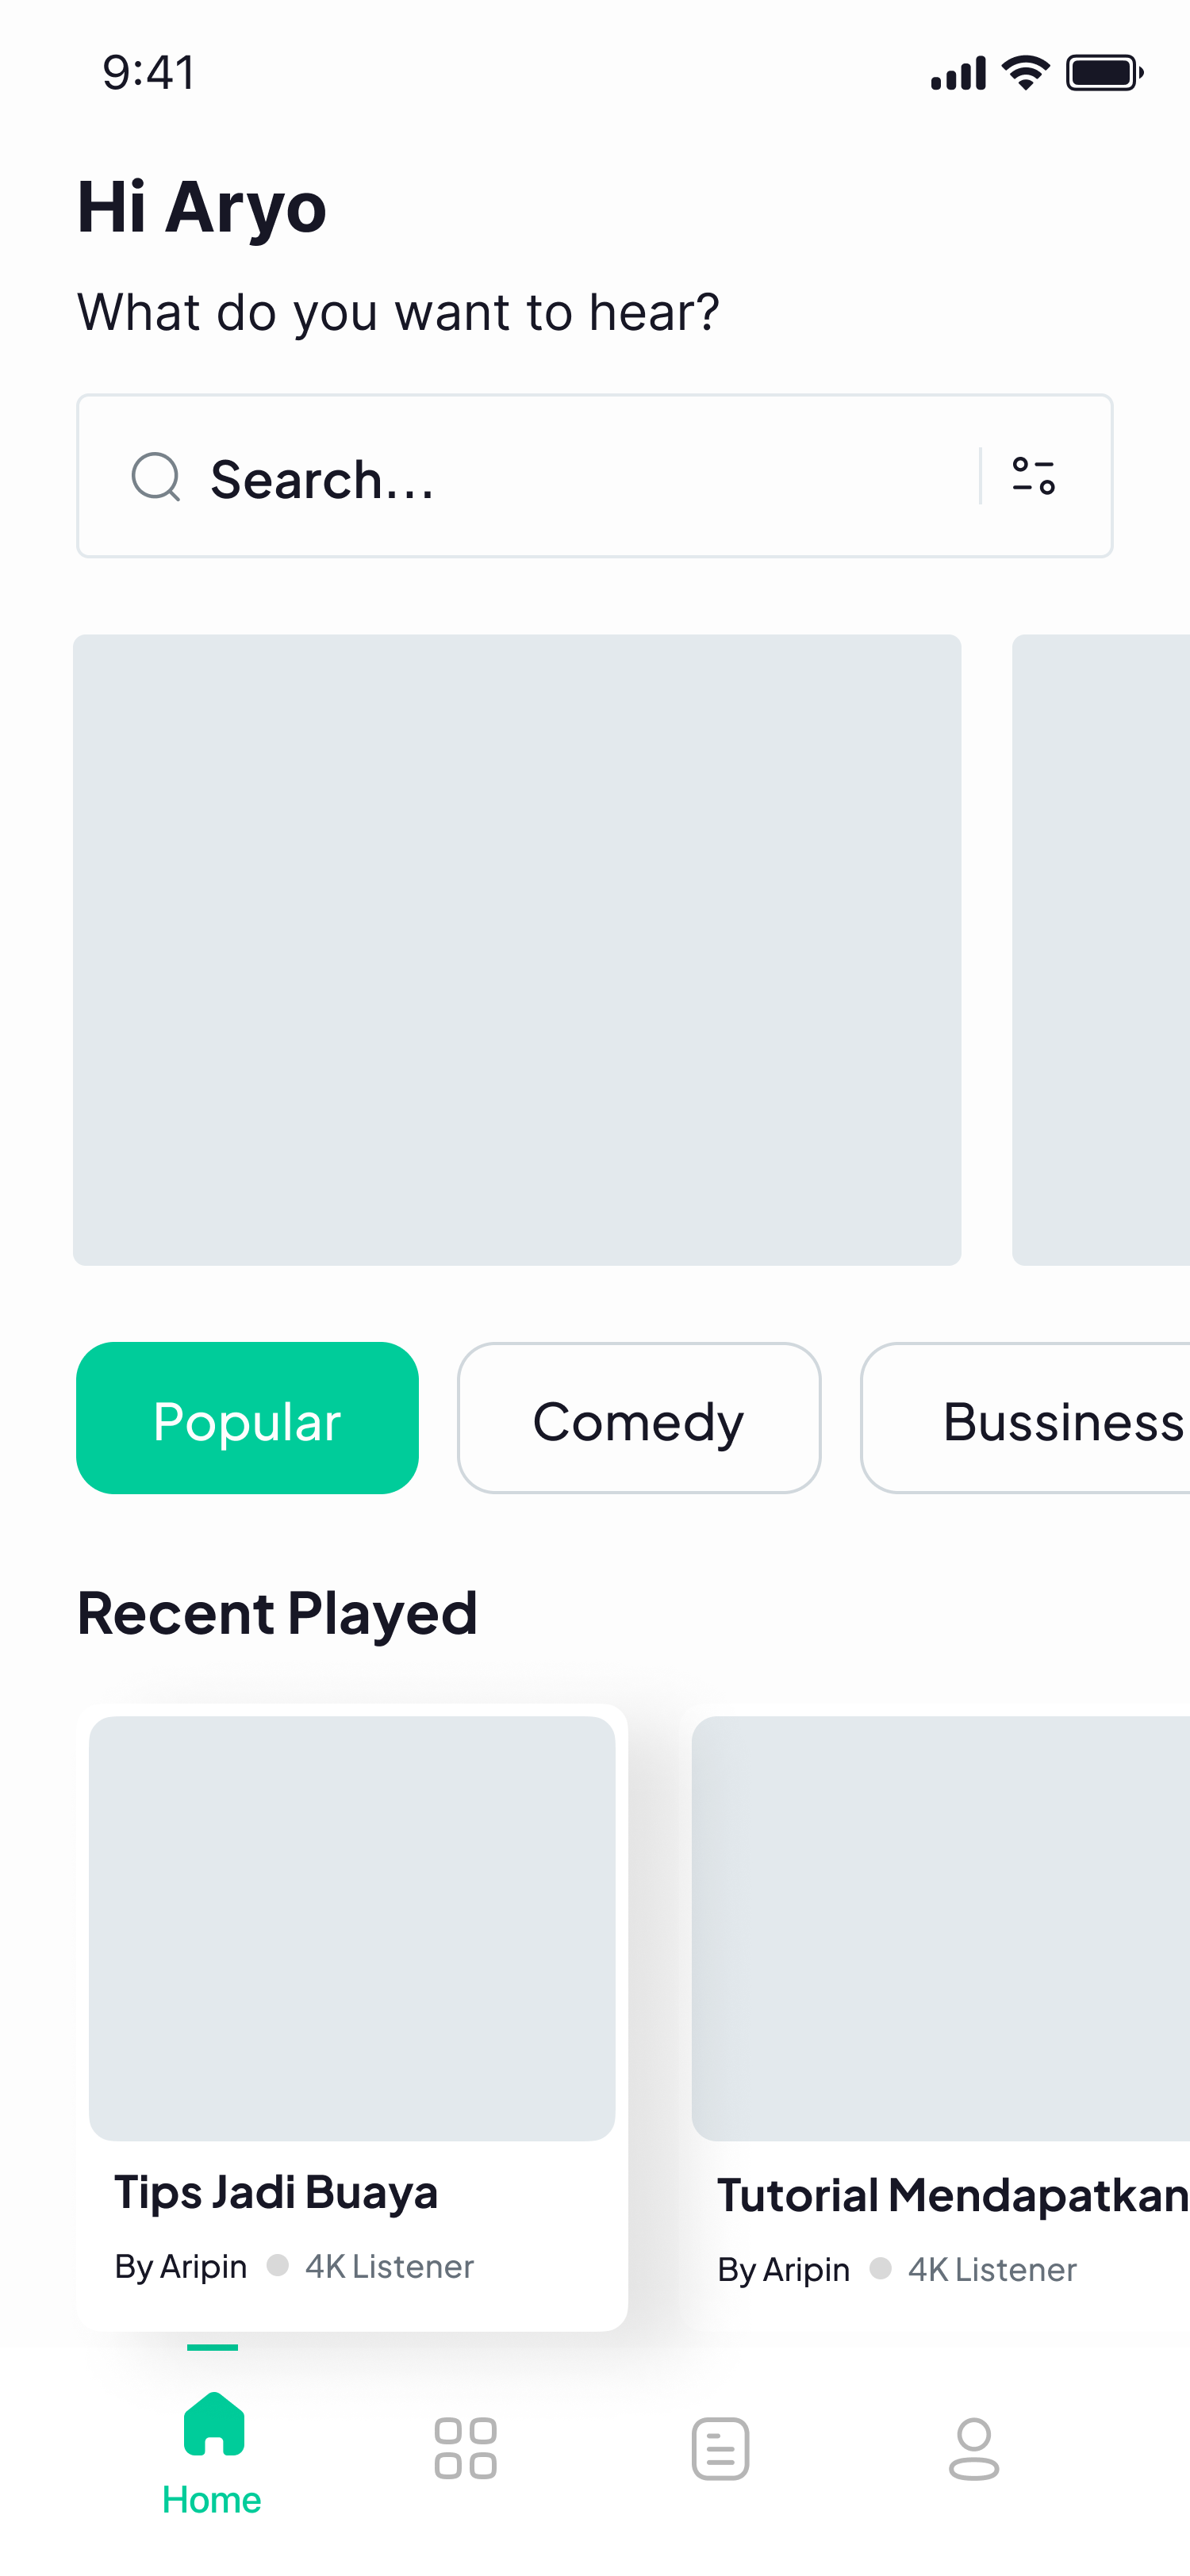 9:41
Hi Aryo
What do you want to hear?
Search...
Popular
Comedy
Bussiness
Recent Played
Tips Jadi Buaya
By Aripin 4K Listener
Tutorial Mendapatkan
By Aripin 4K Listener
Home